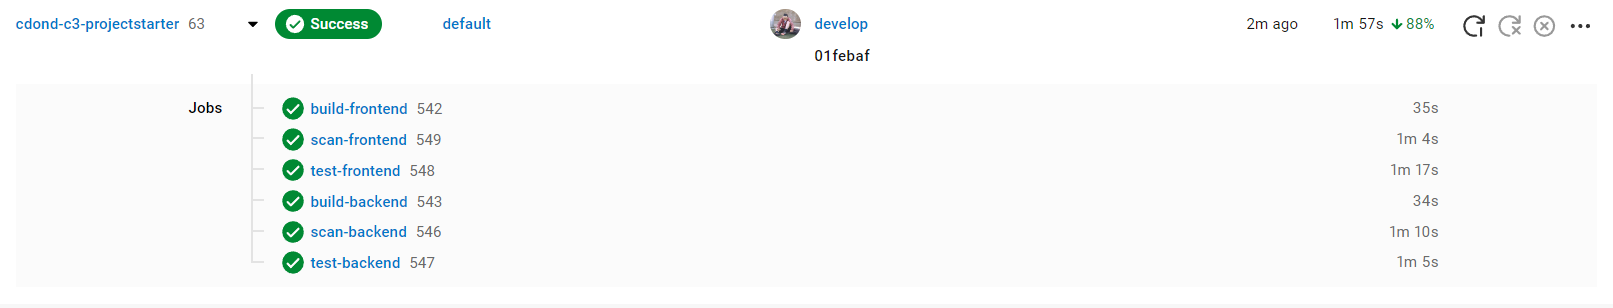 cdond-c3-projectstarter 63 Success default develop 2m ago 1m 57s 88%
01febaf
Jobs build-frontend 542 35s
scan-frontend 549 1m 4s
test-frontend 548 1m 17s
build-backend 543 34s
scan-backend 546 1m 10s
test-backend 547 1m 5s